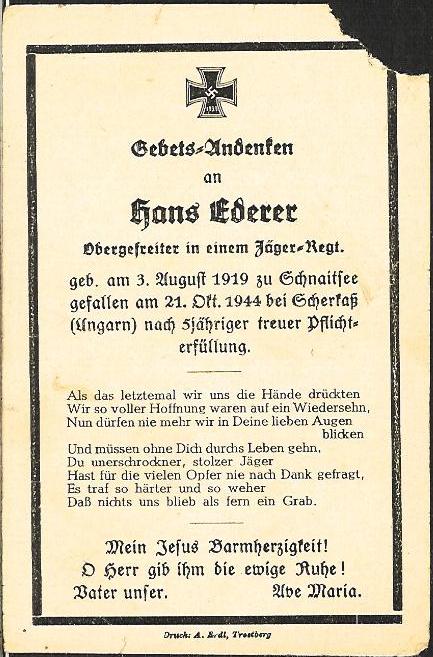 1939
Gebets-Andenken
an
Hans Ederer
Obergefreiter in einem Jäger-Regt.
geb. am 3. August 1919 zu Schnaitsee
gefallen am 21. Okt. 1944 bei Scherkaß
(Ungarn) nach 5jähriger treuer Pflicht-
erfüllung.
Als das letztemal wir uns die Hände drückten
Wir so voller Hoffnung waren auf ein Wiedersehn,
Nun dürfen nie mehr wir in Deine lieben Augen
blicken
Und müssen ohne Dich durchs Leben gehn,
Du unerschrockner, stolzer Jäger
Hast für die vielen Opfer nie nach Dank gefragt,
Es traf so härter und so weher
Daß nichts uns blieb als fern ein Grab.
Mein Jesus Barmherzigkeit!
O Herr gib ihm die ewige Ruhe!
Vater unser. Ave Maria.
Druck: A. Erdl, Trostberg